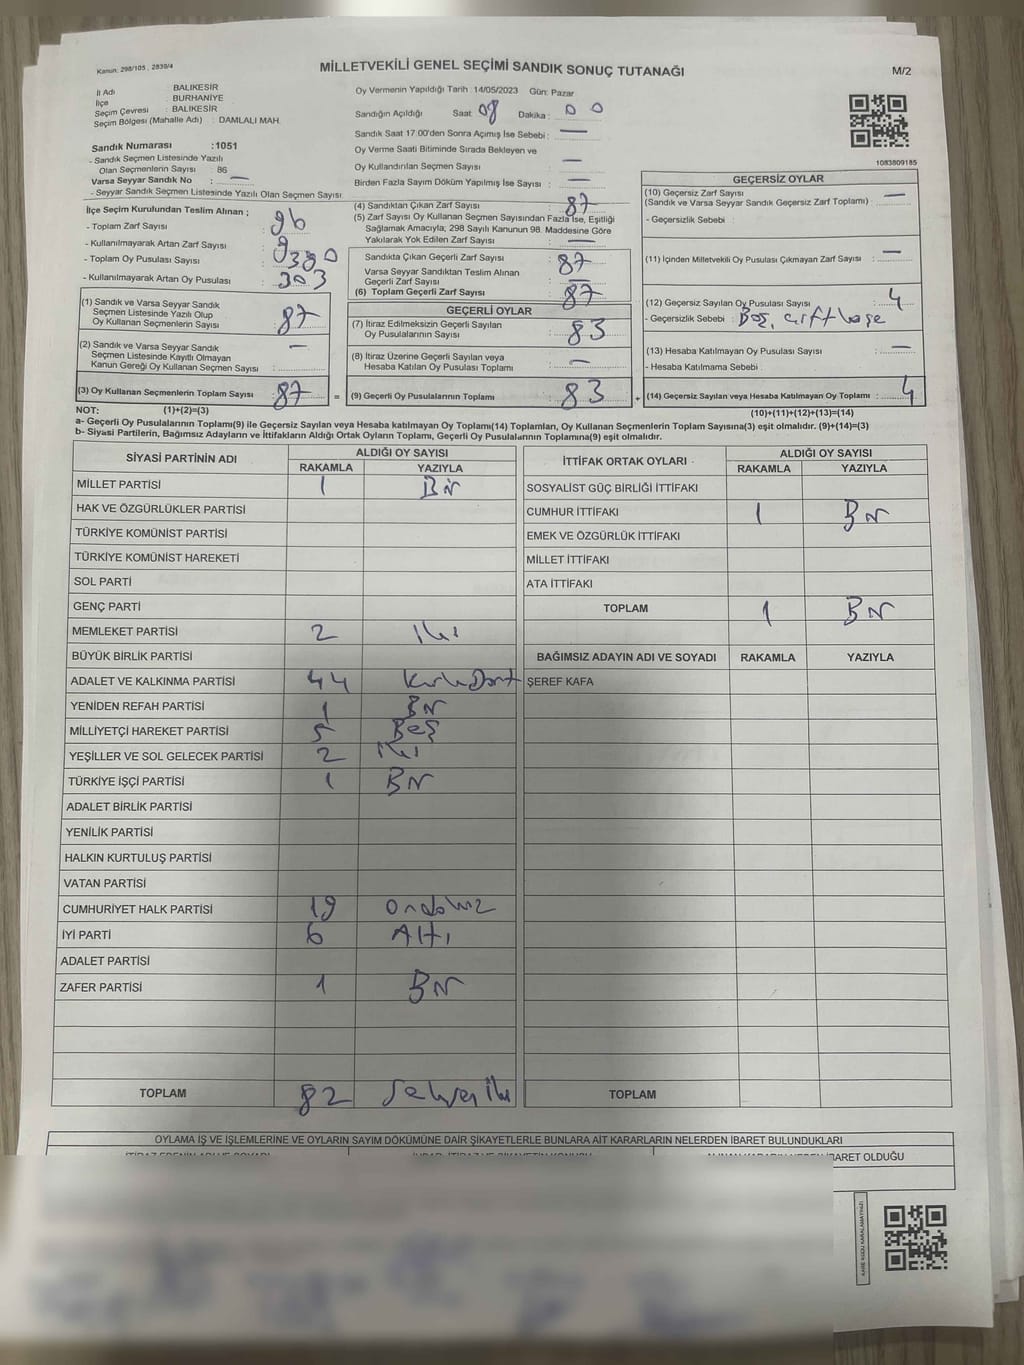 Kanun: 298/105 , 2839/4
MİLLETVEKİLİ GENEL SEÇİMİ SANDIK SONUÇ TUTANAĞI
M/2
İl Adı : BALIKESİR
İlçe : BURHANİYE
Seçim Çevresi : BALIKESİR
Seçim Bölgesi (Mahalle Adı) : DAMLALI MAH.
Sandık Numarası : 1051
- Sandık Seçmen Listesinde Yazılı
Olan Seçmenlerin Sayısı : 86
Varsa Seyyar Sandık No : —
- Seyyar Sandık Seçmen Listesinde Yazılı Olan Seçmen Sayısı
Oy Vermenin Yapıldığı Tarih : 14/05/2023 Gün: Pazar
Sandığın Açıldığı Saat: 08 Dakika : 00
Sandık Saat 17:00'den Sonra Açımış İse Sebebi : —
Oy Verme Saati Bitiminde Sırada Bekleyen ve
Oy Kullandırılan Seçmen Sayısı : —
Birden Fazla Sayım Döküm Yapılmış İse Sayısı : —
1083809185
İlçe Seçim Kurulundan Teslim Alınan ;
- Toplam Zarf Sayısı : 96
- Kullanılmayarak Artan Zarf Sayısı : 9
- Toplam Oy Pusulası Sayısı :
- Kullanılmayarak Artan Oy Pusulası : 303
(1) Sandık ve Varsa Seyyar Sandık
Seçmen Listesinde Yazılı Olup
Oy Kullanan Seçmenlerin Sayısı : 87
(2) Sandık ve Varsa Seyyar Sandık
Seçmen Listesinde Kayıtlı Olmayan
Kanun Gereği Oy Kullanan Seçmen Sayısı : —
(3) Oy Kullanan Seçmenlerin Toplam Sayısı : 87 =
(4) Sandıktan Çıkan Zarf Sayısı : 87
(5) Zarf Sayısı Oy Kullanan Seçmen Sayısından Fazla İse, Eşitliği
Sağlamak Amacıyla; 298 Sayılı Kanunun 98. Maddesine Göre
Yakılarak Yok Edilen Zarf Sayısı : —
Sandıkta Çıkan Geçerli Zarf Sayısı : 87
Varsa Seyyar Sandıktan Teslim Alınan
Geçerli Zarf Sayısı : —
(6) Toplam Geçerli Zarf Sayısı : 87
GEÇERLİ OYLAR
(7) İtiraz Edilmeksizin Geçerli Sayılan
Oy Pusulalarının Sayısı : 83
(8) İtiraz Üzerine Geçerli Sayılan veya
Hesaba Katılan Oy Pusulası Toplamı : —
(9) Geçerli Oy Pusulalarının Toplamı : 83 +
GEÇERSİZ OYLAR
(10) Geçersiz Zarf Sayısı
(Sandık ve Varsa Seyyar Sandık Geçersiz Zarf Toplamı) : —
- Geçersizlik Sebebi :
(11) İçinden Milletvekili Oy Pusulası Çıkmayan Zarf Sayısı : —
(12) Geçersiz Sayılan Oy Pusulası Sayısı : 4
- Geçersizlik Sebebi : Boş,
(13) Hesaba Katılmayan Oy Pusulası Sayısı : —
- Hesaba Katılmama Sebebi :
(14) Geçersiz Sayılan veya Hesaba Katılmayan Oy Toplamı : 4
NOT: (1)+(2)=(3)
(10)+(11)+(12)+(13)=(14)
a- Geçerli Oy Pusulalarının Toplamı(9) ile Geçersiz Sayılan veya Hesaba katılmayan Oy Toplamı(14) Toplamları, Oy Kullanan Seçmenlerin Toplam Sayısına(3) eşit olmalıdır. (9)+(14)=(3)
b- Siyasi Partilerin, Bağımsız Adayların ve İttifakların Aldığı Ortak Oyların Toplamı, Geçerli Oy Pusulalarının Toplamına(9) eşit olmalıdır.
SİYASİ PARTİNİN ADI ALDIĞI OY SAYISI
RAKAMLA YAZIYLA
MİLLET PARTİSİ 1 Bir
HAK VE ÖZGÜRLÜKLER PARTİSİ
TÜRKİYE KOMÜNİST PARTİSİ
TÜRKİYE KOMÜNİST HAREKETİ
SOL PARTİ
GENÇ PARTİ
MEMLEKET PARTİSİ 2 iki
BÜYÜK BİRLİK PARTİSİ
ADALET VE KALKINMA PARTİSİ 44 KırkDört
YENİDEN REFAH PARTİSİ 1 Bir
MİLLİYETÇİ HAREKET PARTİSİ 5 Beş
YEŞİLLER VE SOL GELECEK PARTİSİ 2 iki
TÜRKİYE İŞÇİ PARTİSİ 1 Bir
ADALET BİRLİK PARTİSİ
YENİLİK PARTİSİ
HALKIN KURTULUŞ PARTİSİ
VATAN PARTİSİ
CUMHURİYET HALK PARTİSİ 19 ondokuz
İYİ PARTİ 6 Altı
ADALET PARTİSİ
ZAFER PARTİSİ 1 Bir
TOPLAM 82 Seksen iki
İTTİFAK ORTAK OYLARI ALDIĞI OY SAYISI
RAKAMLA YAZIYLA
SOSYALİST GÜÇ BİRLİĞİ İTTİFAKI
CUMHUR İTTİFAKI 1 Bir
EMEK VE ÖZGÜRLÜK İTTİFAKI
MİLLET İTTİFAKI
ATA İTTİFAKI
TOPLAM 1 Bir
BAĞIMSIZ ADAYIN ADI VE SOYADI RAKAMLA YAZIYLA
ŞEREF KAFA
TOPLAM
OYLAMA İŞ VE İŞLEMLERİNE VE OYLARIN SAYIM DÖKÜMÜNE DAİR ŞİKAYETLERLE BUNLARA AİT KARARLARIN NELERDEN İBARET BULUNDUKLARI
OLDUĞU
KARE KODU KARALAMAYINIZ!